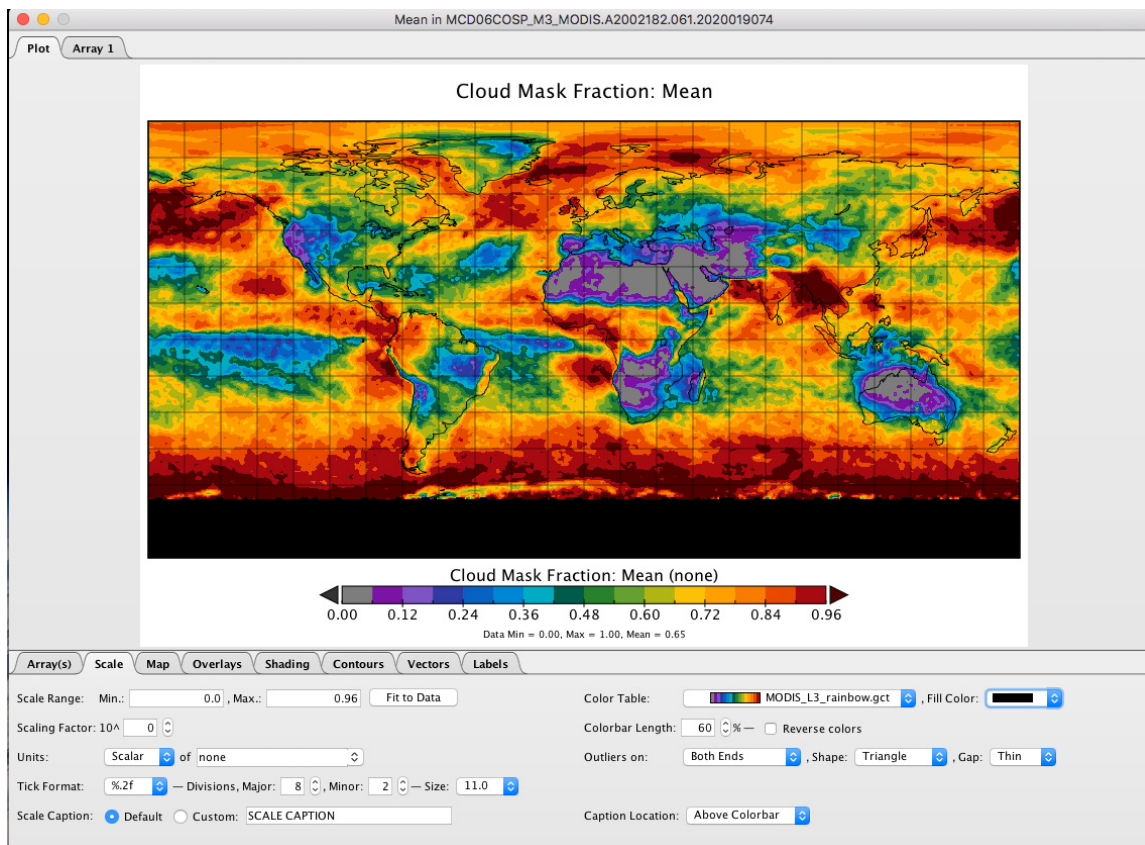 Mean in MCD06COSP_M3_MODIS.A2002182.061.2020019074
Plot Array 1
Cloud Mask Fraction: Mean
Cloud Mask Fraction: Mean (none)
0.00 0.12 0.24 0.36 0.48 0.60 0.72 0.84 0.96
Data Min = 0.00, Max = 1.00, Mean = 0.65
Array(s) Scale Map Overlays Shading Contours Vectors Labels
Scale Range: Min.: 0.0 , Max.: 0.96 Fit to Data Color Table: MODIS_L3_rainbow.gct , Fill Color:
Scaling Factor: 10^ 0 Colorbar Length: 60 % — Reverse colors
Units: Scalar of none Outliers on: Both Ends , Shape: Triangle , Gap: Thin
Tick Format: %.2f — Divisions, Major: 8 , Minor: 2 — Size: 11.0
Scale Caption: Default Custom: SCALE CAPTION Caption Location: Above Colorbar